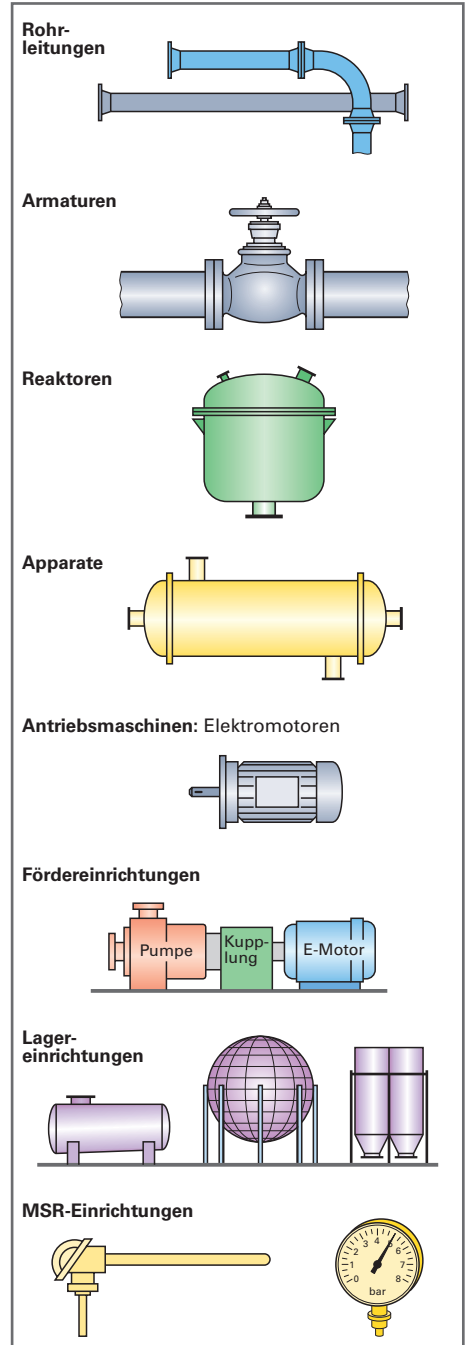 Rohr-
leitungen
Armaturen
Reaktoren
Apparate
Antriebsmaschinen: Elektromotoren
Fördereinrichtungen
Pumpe
Kupp-
lung
E-Motor
Lager-
einrichtungen
MSR-Einrichtungen
0
1
2
3
4
5
6
7
8
bar